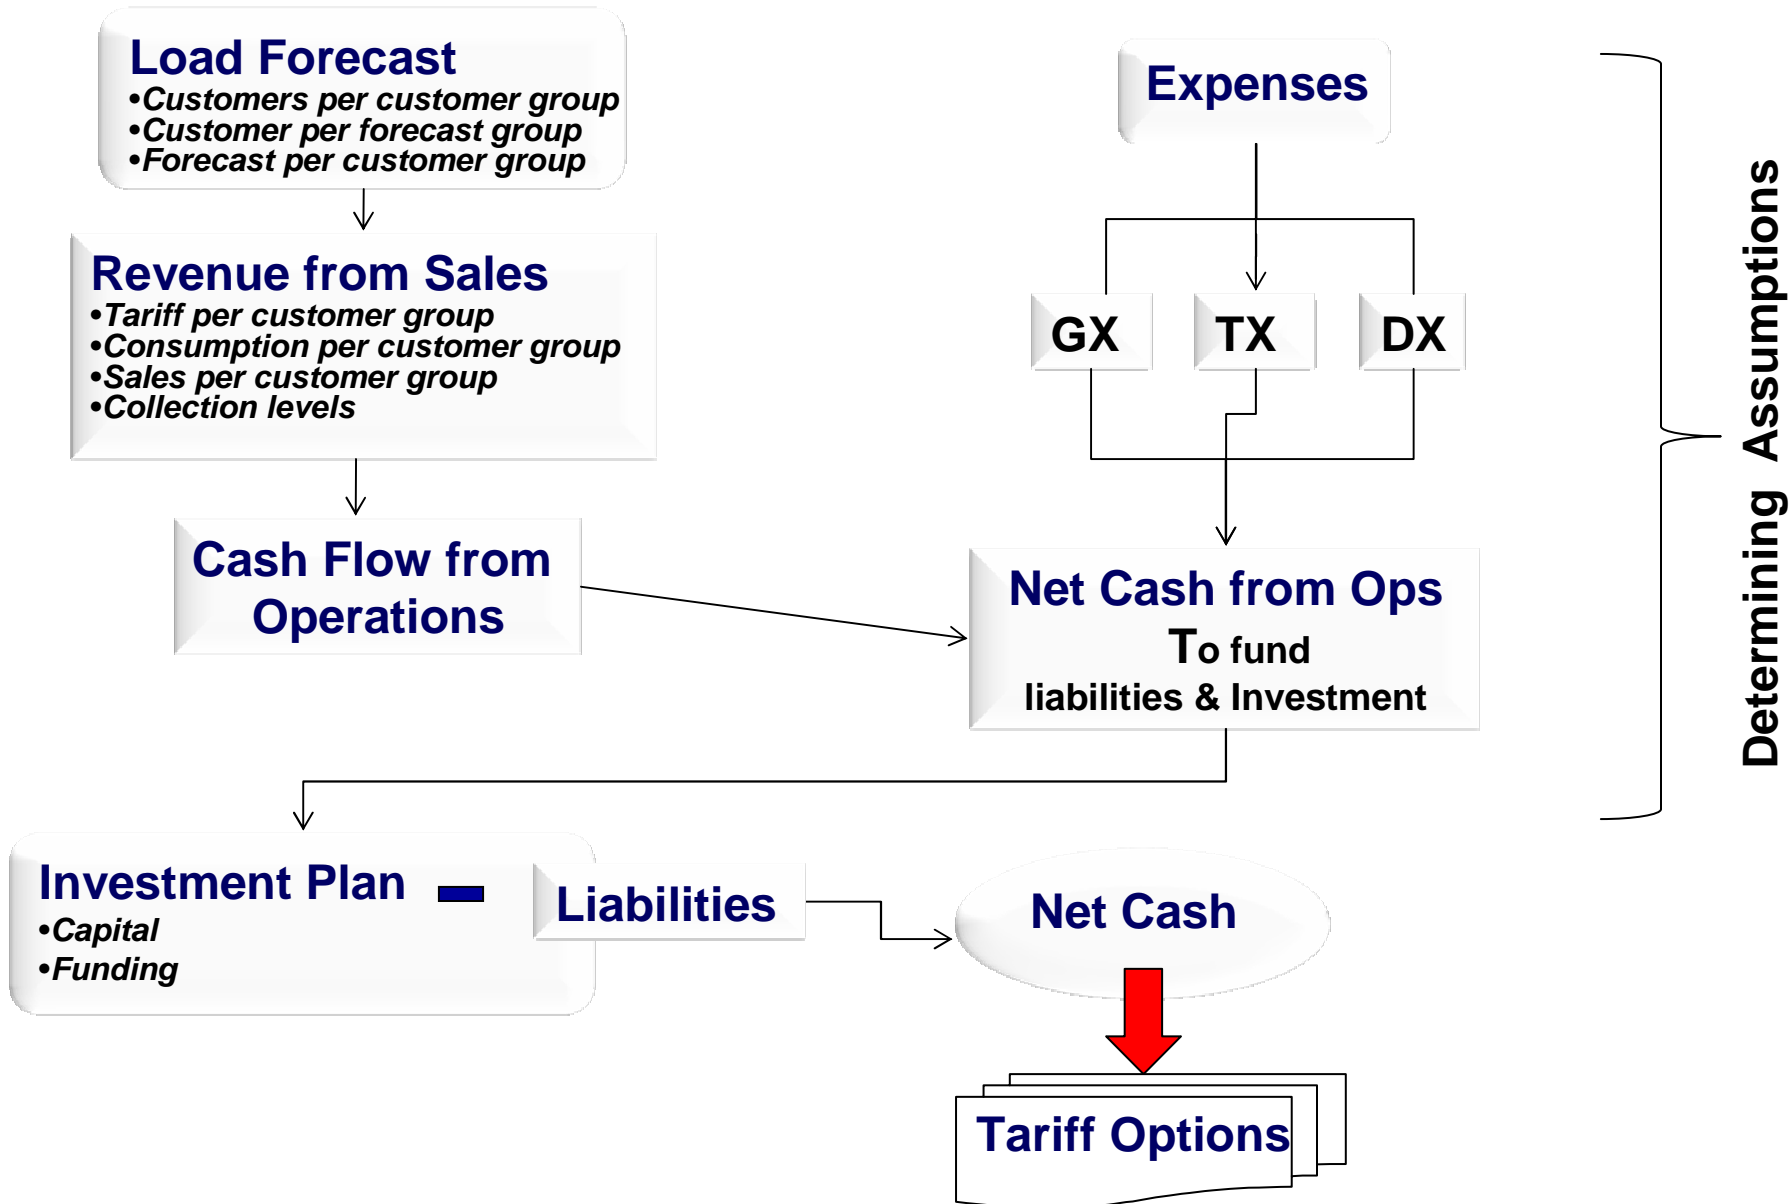 Load Forecast
•Customers per customer group
•Customer per forecast group
•Forecast per customer group
Revenue from Sales
•Tariff per customer group
•Consumption per customer group
•Sales per customer group
•Collection levels
Cash Flow from
Operations
Expenses
GX
TX
DX
Net Cash from Ops
To fund
liabilities & Investment
Determining Assumptions
Investment Plan
•Capital
•Funding
Liabilities
Net Cash
Tariff Options